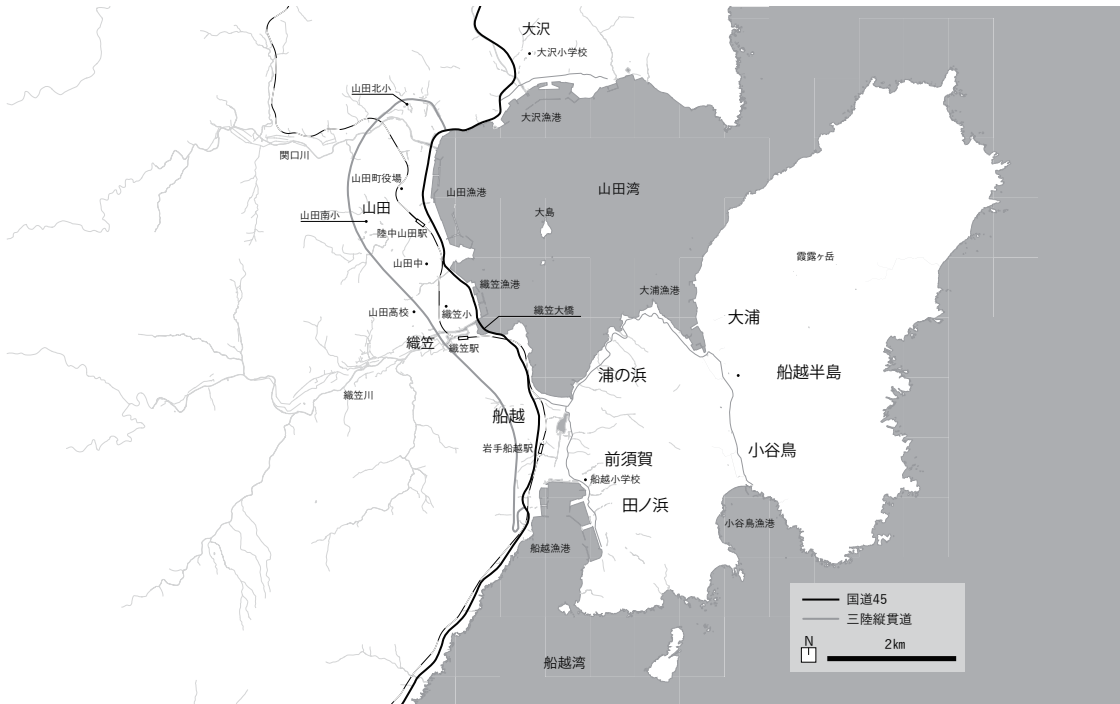 大沢
大沢小学校
山田北小
大沢漁港
関口川
山田町役場
山田漁港
山田湾
山田
大島
山田南小
陸中山田駅
霞露ヶ岳
山田中
織笠漁港
大浦漁港
山田高校
織笠小
織笠大橋
大浦
織笠
織笠駅
浦の浜
船越半島
織笠川
船越
岩手船越駅
前須賀
小谷鳥
船越小学校
田ノ浜
小谷鳥漁港
船越漁港
国道45
三陸縦貫道
N
2km
船越湾